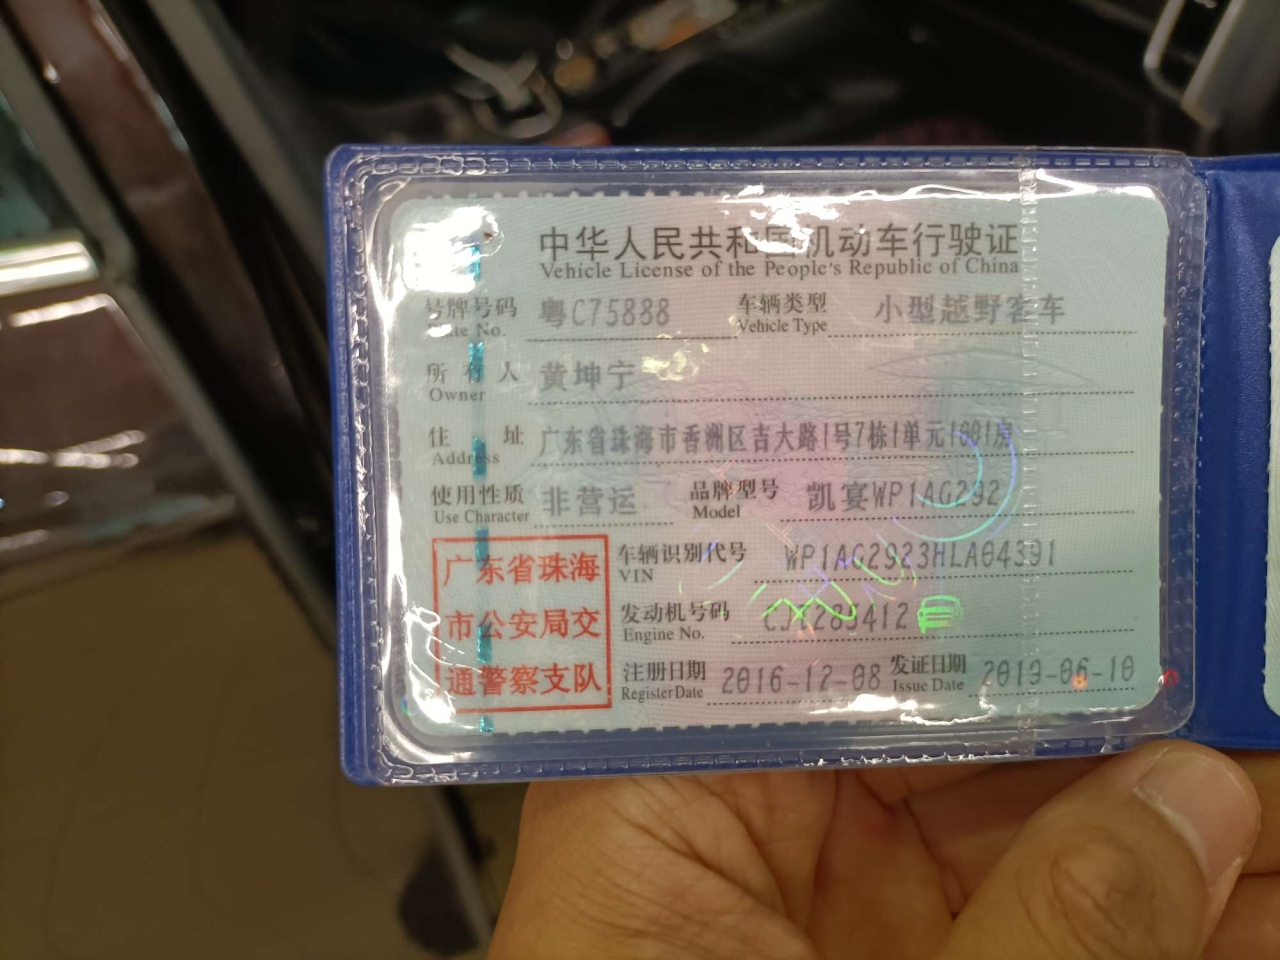 中华人民共和国机动车行驶证
Vehicle License of the People's Republic of China
号牌号码 粤C75888 车辆类型 小型越野客车
Plate No. Vehicle Type
所有人 黄坤宁
Owner
住址 广东省珠海市香洲区吉大路1号7栋1单元1001房
Address
使用性质 非营运 品牌型号 凯宴WP1AG292
Use Character Model
车辆识别代号 WP1AG2923HLA04391
VIN
发动机号码
Engine No.
注册日期 2016-12-08 发证日期 2019-06-10
Register Date Issue Date
广东省珠海
市公安局交
通警察支队